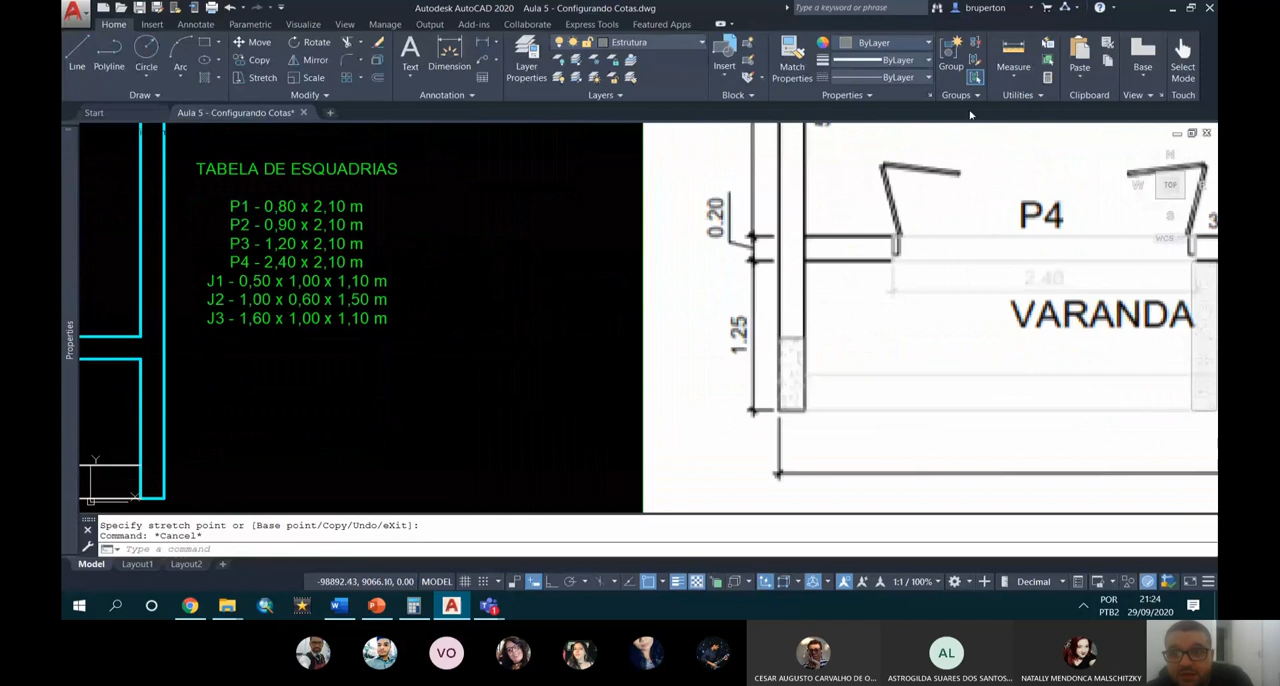 Autodesk AutoCAD 2020 Aula 5 - Configurando Cotas.dwg
Type a keyword or phrase
bruperton
Home Insert Annotate Parametric Visualize View Manage Output Add-ins Collaborate Express Tools Featured Apps
Line Polyline Circle Arc
Move Rotate
Copy Mirror
Stretch Scale
Text Dimension
Layer Properties
Estrutura
Insert
Match Properties
ByLayer
ByLayer
ByLayer
Group
Measure
Paste
Base
Select Mode
Draw Modify Annotation Layers Block Properties Groups Utilities Clipboard View Touch
Start Aula 5 - Configurando Cotas*
Properties
TABELA DE ESQUADRIAS
P1 - 0,80 x 2,10 m
P2 - 0,90 x 2,10 m
P3 - 1,20 x 2,10 m
P4 - 2,40 x 2,10 m
J1 - 0,50 x 1,00 x 1,10 m
J2 - 1,00 x 0,60 x 1,50 m
J3 - 1,60 x 1,00 x 1,10 m
Y
X
0.20
1.25
P4
2.40
VARANDA
N
W TOP
S
WCS
Specify stretch point or [Base point/Copy/Undo/eXit]:
Command: *Cancel*
Type a command
Model Layout1 Layout2
-98892.43, 9066.10, 0.00 MODEL
1:1 / 100%
Decimal
POR
PTB2
21:24
29/09/2020
VO
CESAR AUGUSTO CARVALHO DE O...
AL
ASTROGILDA SUARES DOS SANTOS...
NATALLY MENDONCA MALSCHITZKY